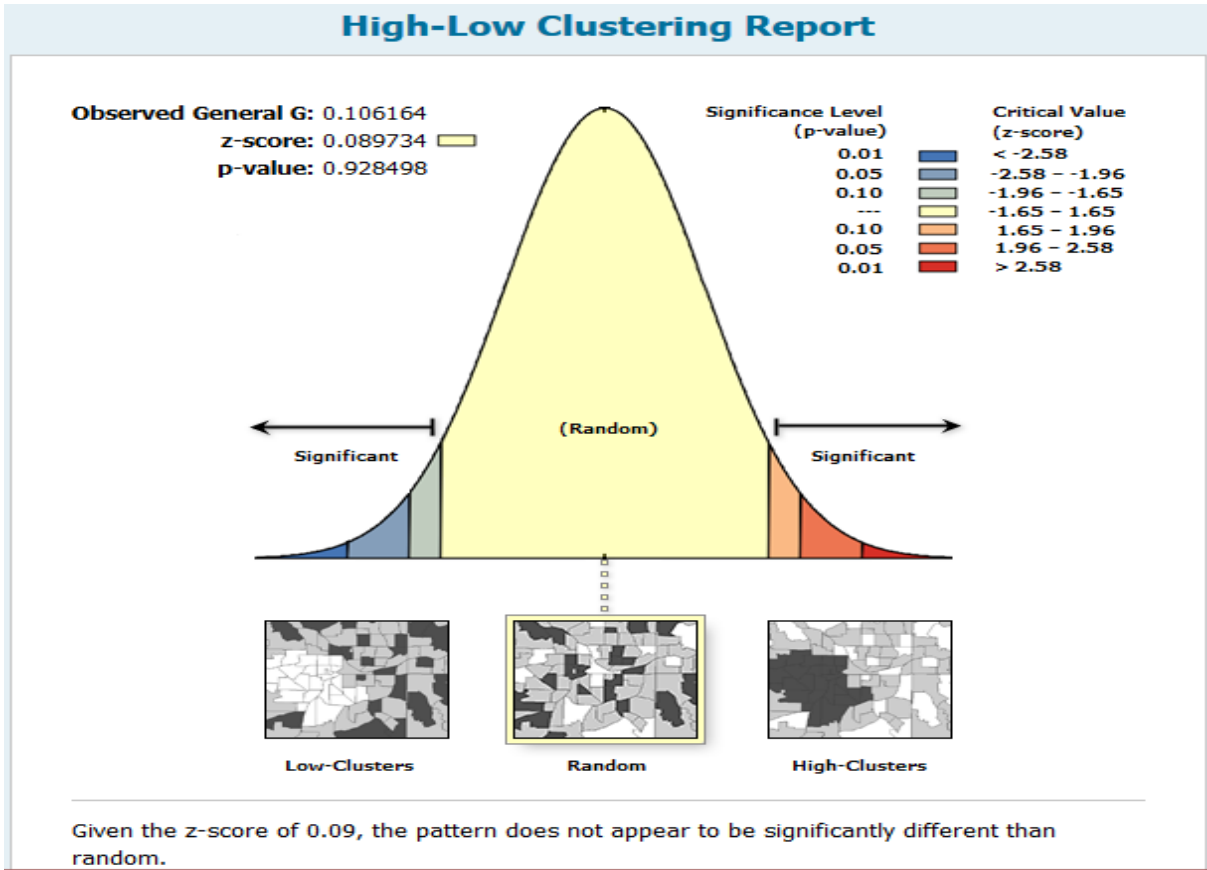 High-Low Clustering Report
Observed General G: 0.106164
z-score: 0.089734
p-value: 0.928498
Significance Level Critical Value
(p-value) (z-score)
0.01 < -2.58
0.05 -2.58 – -1.96
0.10 -1.96 – -1.65
--- -1.65 – 1.65
0.10 1.65 – 1.96
0.05 1.96 – 2.58
0.01 > 2.58
(Random)
Significant Significant
Low-Clusters Random High-Clusters
Given the z-score of 0.09, the pattern does not appear to be significantly different than
random.